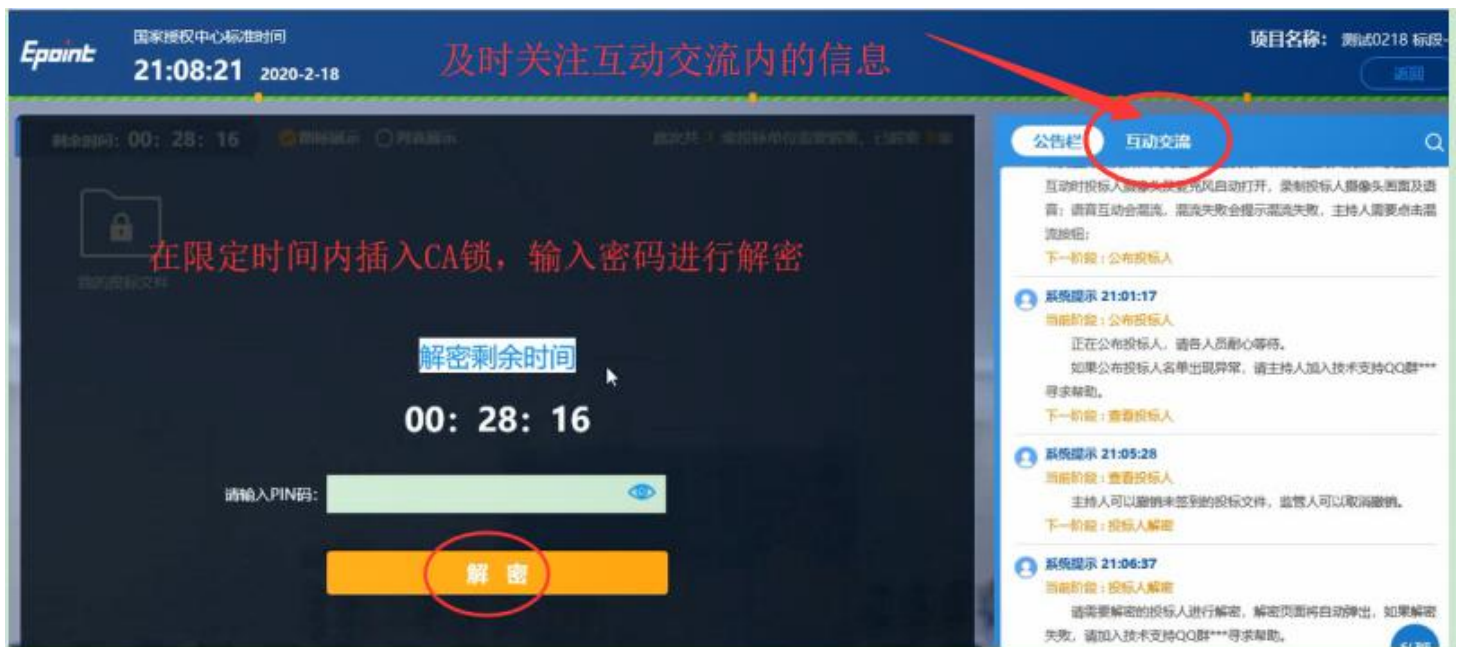 Epoint
国家授权中心标准时间
21:08:21 2020-2-18
及时关注互动交流内的信息
项目名称: 测试0218 标段-
返回
剩余时间: 00: 28: 16
公告栏 互动交流
互动时投标人摄像头及麦克风自动打开，录制投标人摄像头画面及语
音；语音互动会混流，混流失败会提示混流失败，主持人需要点击混
流按钮;
下一阶段 : 公布投标人
系统提示 21:01:17
当前阶段 : 公布投标人
正在公布投标人，请各人员耐心等待。
如果公布投标人名单出现异常，请主持人加入技术支持QQ群***
寻求帮助。
下一阶段 : 查看投标人
系统提示 21:05:28
当前阶段 : 查看投标人
主持人可以撤销未签到的投标文件，监管人可以取消撤销。
下一阶段 : 投标人解密
系统提示 21:06:37
当前阶段 : 投标人解密
请需要解密的投标人进行解密，解密页面将自动弹出，如果解密
失败，请加入技术支持QQ群***寻求帮助。
在限定时间内插入CA锁，输入密码进行解密
我的投标文件
解密剩余时间
00: 28: 16
请输入PIN码:
解 密